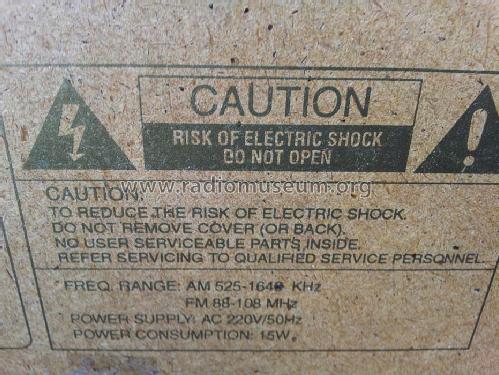 CAUTION
RISK OF ELECTRIC SHOCK
DO NOT OPEN
www.radiomuseum.org
CAUTION:
TO REDUCE THE RISK OF ELECTRIC SHOCK.
DO NOT REMOVE COVER (OR BACK).
NO USER SERVICEABLE PARTS INSIDE.
REFER SERVICING TO QUALIFIED SERVICE PERSONNEL.
FREQ. RANGE: AM 525-1640 KHz
FM 88-108 MHz
POWER SUPPLY: AC 220V/50Hz
POWER CONSUMPTION: 15W.